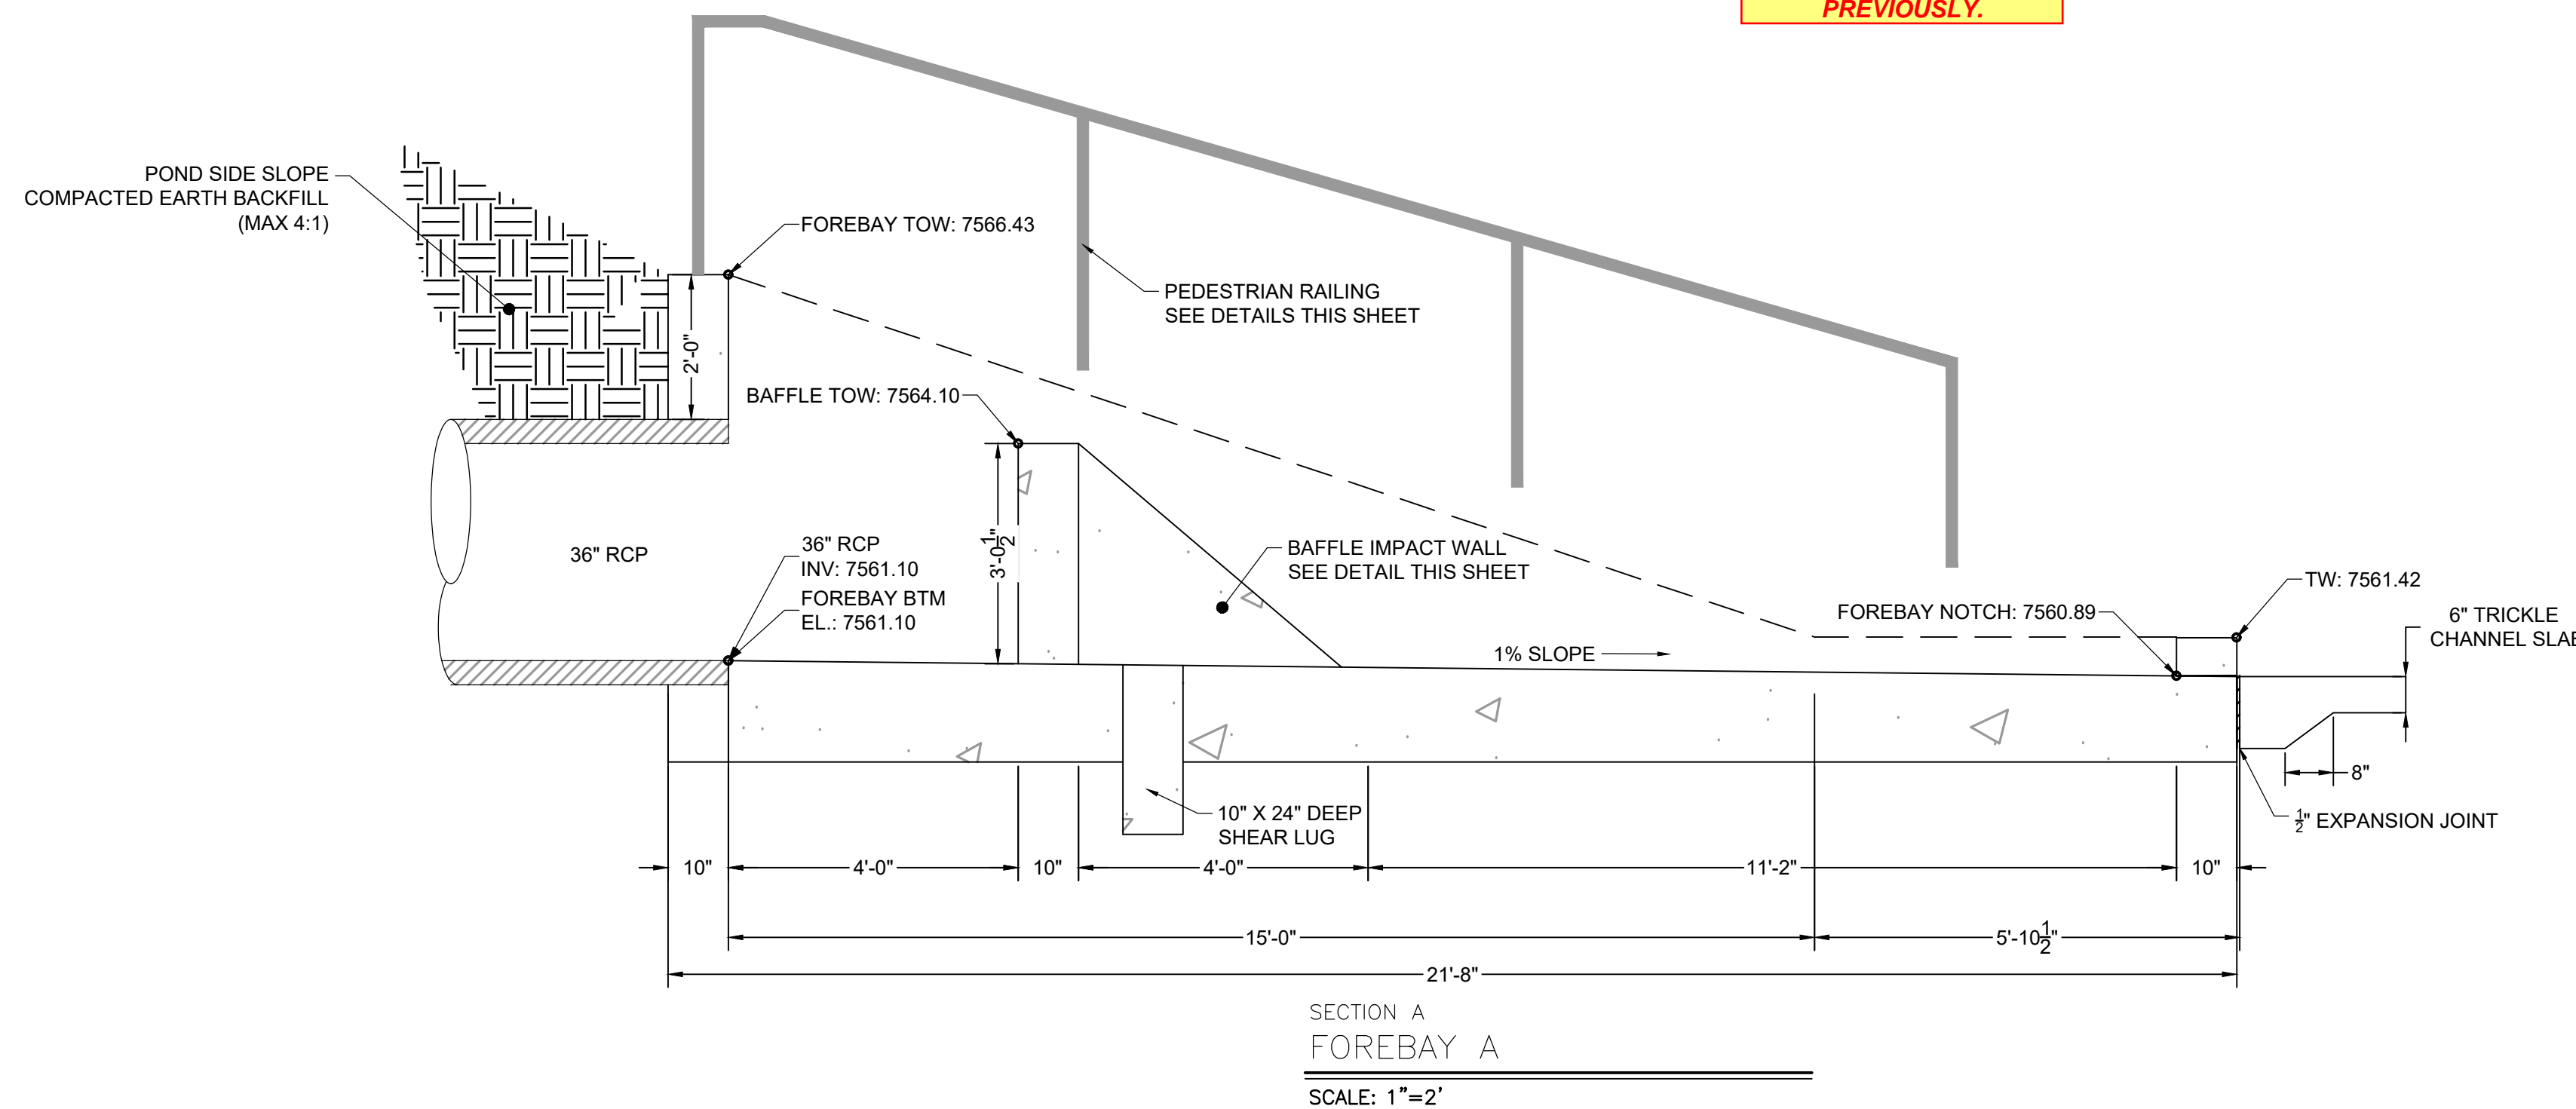 PREVIOUSLY.
POND SIDE SLOPE
COMPACTED EARTH BACKFILL
(MAX 4:1)
FOREBAY TOW: 7566.43
PEDESTRIAN RAILING
SEE DETAILS THIS SHEET
2'-0"
BAFFLE TOW: 7564.10
36" RCP
36" RCP
INV: 7561.10
FOREBAY BTM
EL.: 7561.10
3'-0 1/2"
BAFFLE IMPACT WALL
SEE DETAIL THIS SHEET
1% SLOPE
FOREBAY NOTCH: 7560.89
TW: 7561.42
6" TRICKLE
CHANNEL SLAB
8"
1/2" EXPANSION JOINT
10" X 24" DEEP
SHEAR LUG
10"
4'-0"
10"
4'-0"
11'-2"
10"
15'-0"
5'-10 1/2"
21'-8"
SECTION A
FOREBAY A
SCALE: 1"=2'